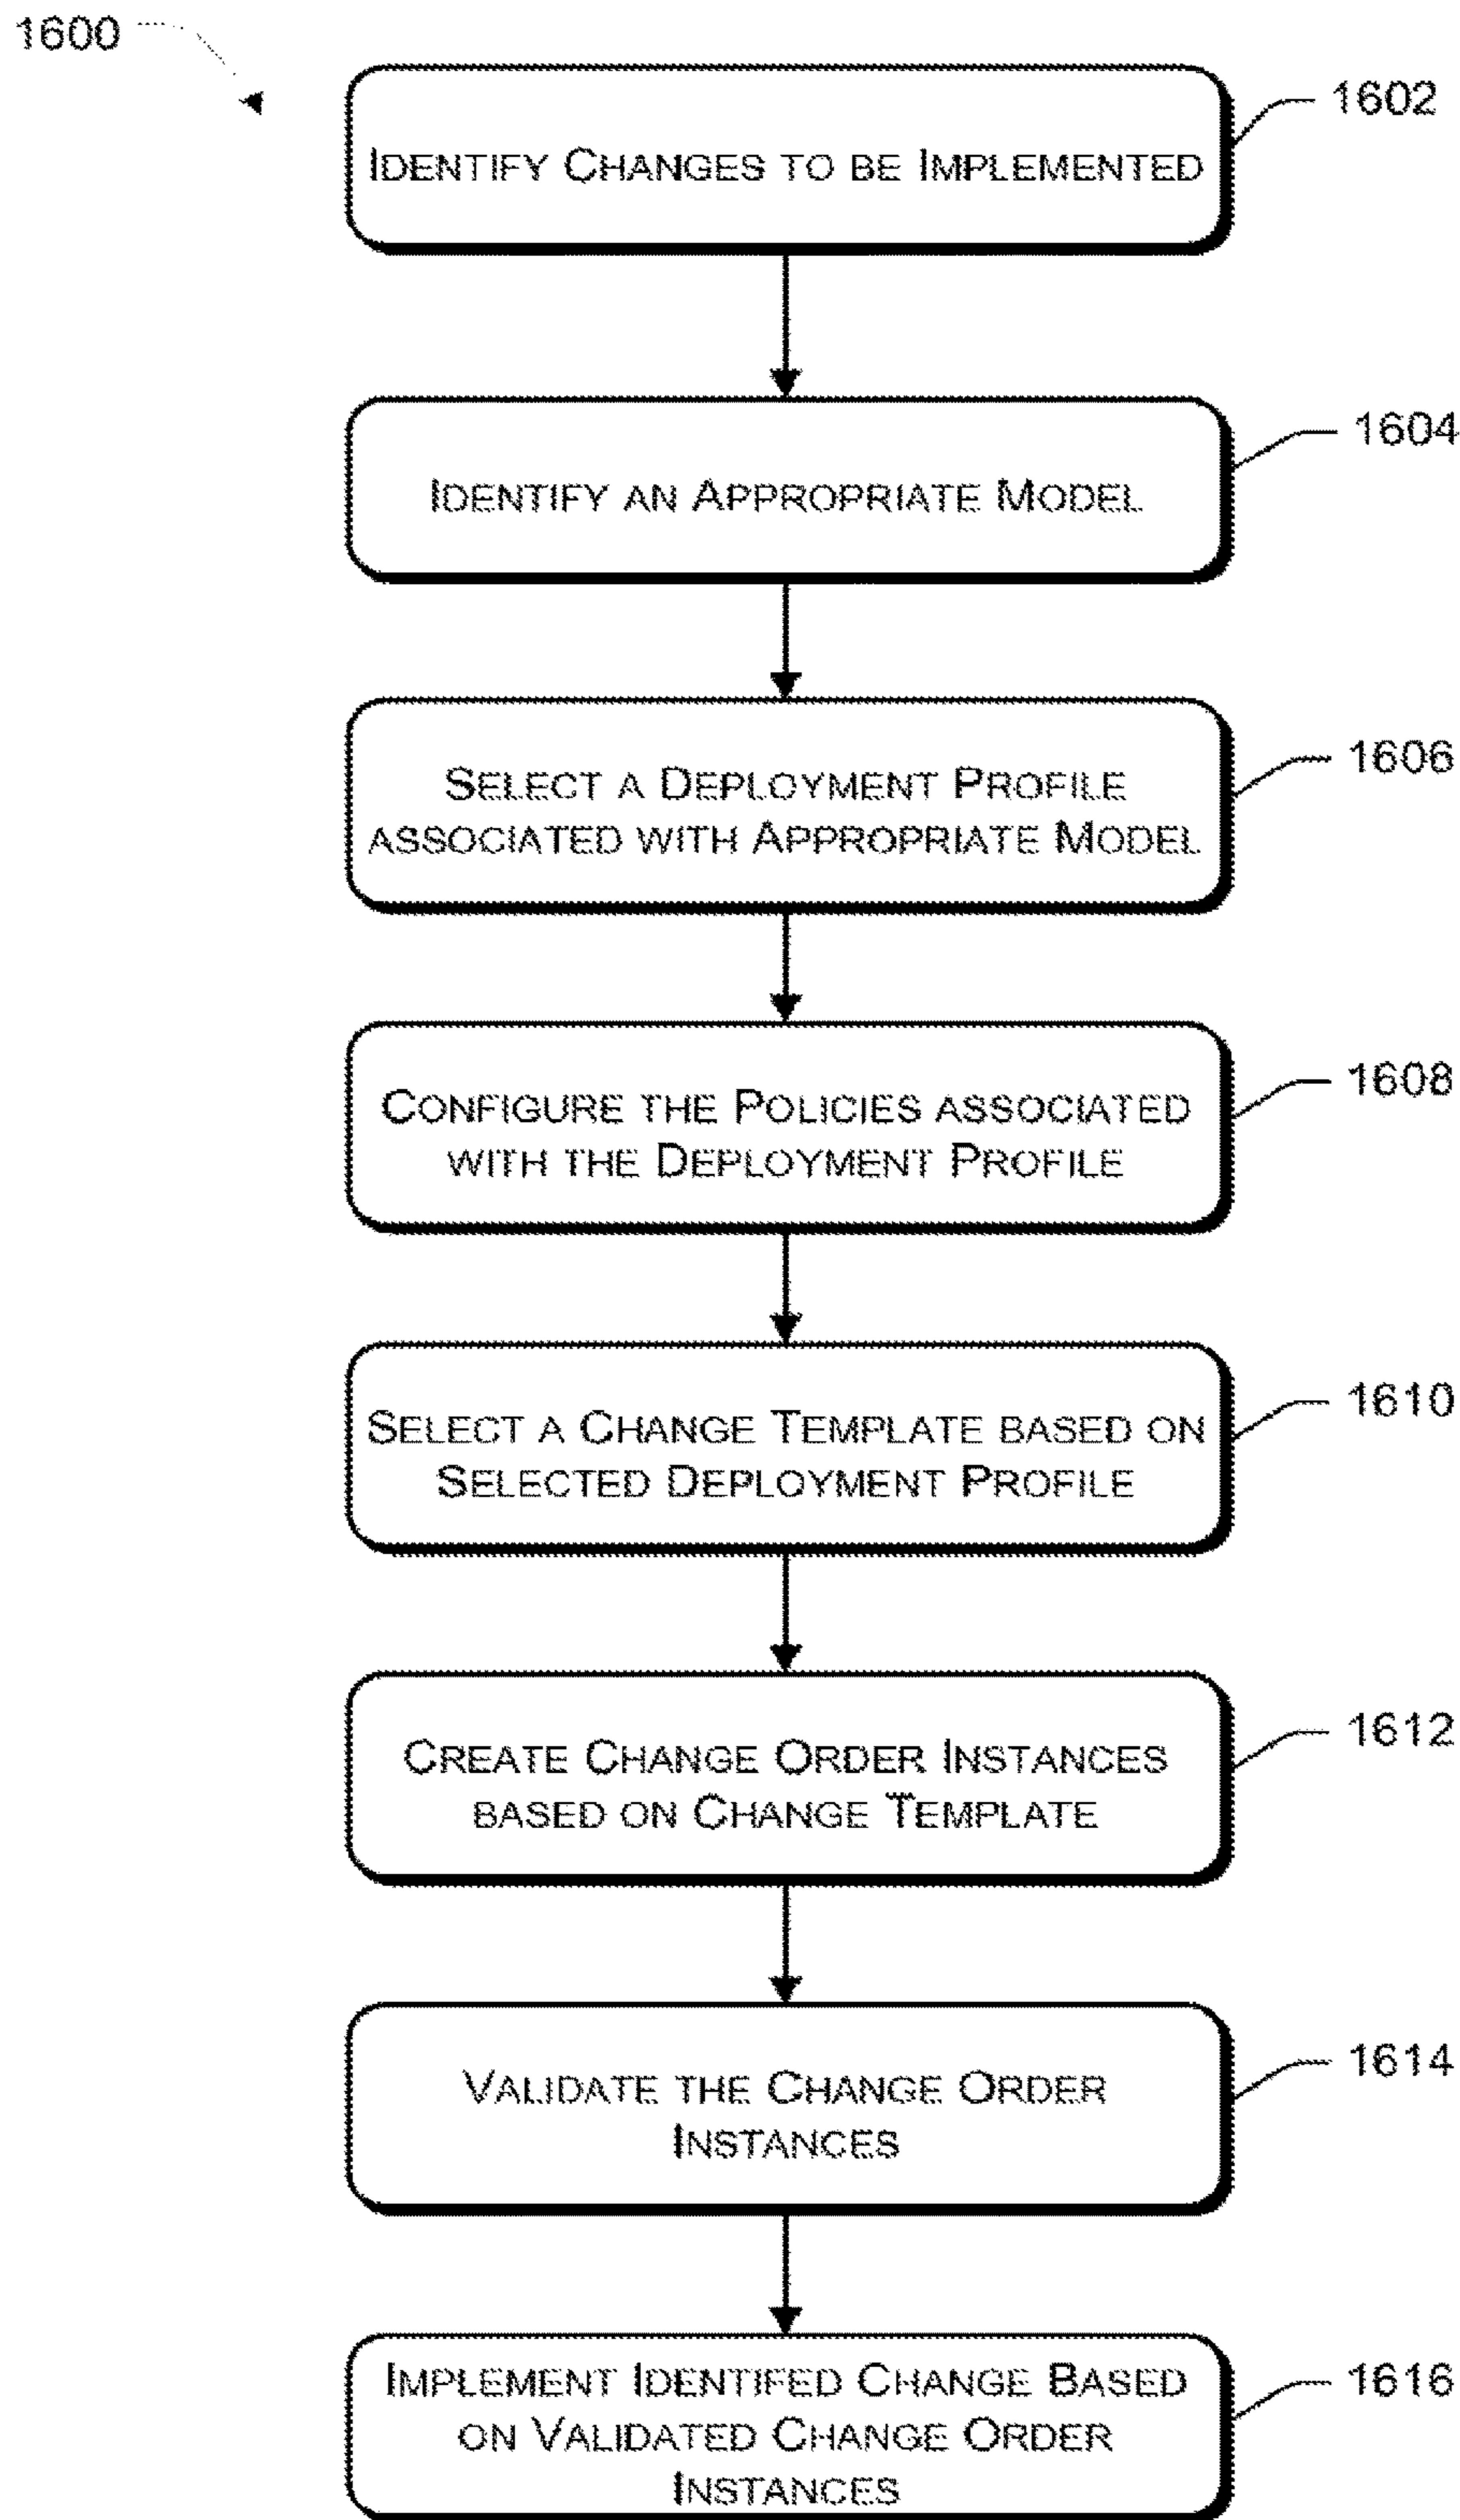 1600
1602
IDENTIFY CHANGES TO BE IMPLEMENTED
1604
IDENTIFY AN APPROPRIATE MODEL
1606
SELECT A DEPLOYMENT PROFILE
ASSOCIATED WITH APPROPRIATE MODEL
1608
CONFIGURE THE POLICIES ASSOCIATED
WITH THE DEPLOYMENT PROFILE
1610
SELECT A CHANGE TEMPLATE BASED ON
SELECTED DEPLOYMENT PROFILE
1612
CREATE CHANGE ORDER INSTANCES
BASED ON CHANGE TEMPLATE
1614
VALIDATE THE CHANGE ORDER
INSTANCES
1616
IMPLEMENT IDENTIFED CHANGE BASED
ON VALIDATED CHANGE ORDER
INSTANCES